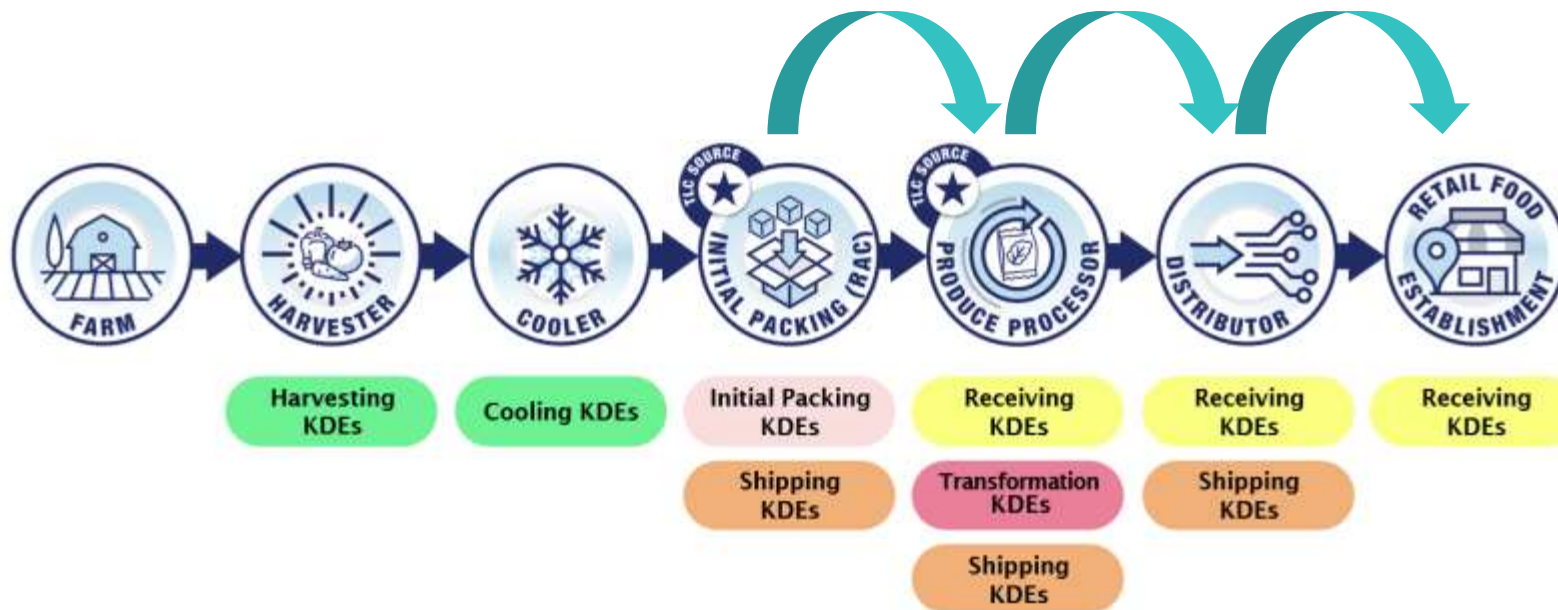 FARM
HARVESTER
COOLER
TLC SOURCE
INITIAL PACKING (RAC)
TLC SOURCE
PRODUCE PROCESSOR
DISTRIBUTOR
RETAIL FOOD
ESTABLISHMENT
Harvesting
KDEs
Cooling KDEs
Initial Packing
KDEs
Receiving
KDEs
Receiving
KDEs
Receiving
KDEs
Shipping
KDEs
Transformation
KDEs
Shipping
KDEs
Shipping
KDEs